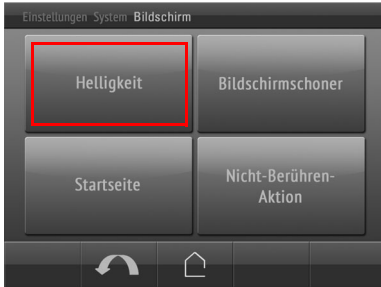 Einstellungen System Bildschirm
Helligkeit
Bildschirmschoner
Startseite
Nicht-Berühren-
Aktion